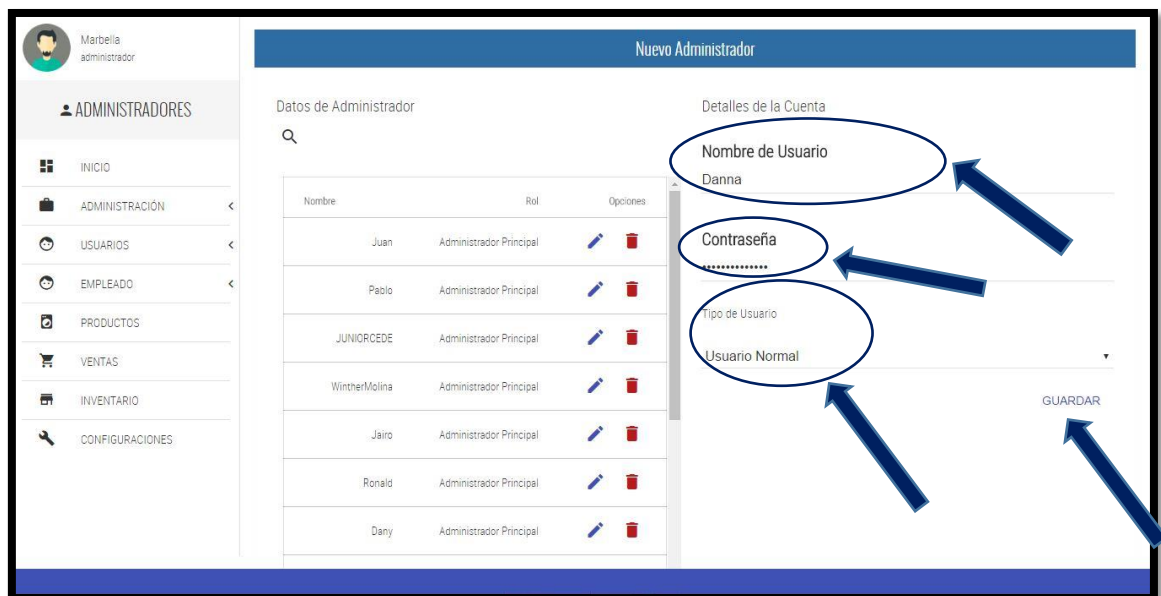 Marbella
administrador
ADMINISTRADORES
INICIO
ADMINISTRACIÓN
USUARIOS
EMPLEADO
PRODUCTOS
VENTAS
INVENTARIO
CONFIGURACIONES
Nuevo Administrador
Datos de Administrador
Nombre Rol Opciones
Juan Administrador Principal
Pablo Administrador Principal
JUNIORCEDE Administrador Principal
WintherMolina Administrador Principal
Jairo Administrador Principal
Ronald Administrador Principal
Dany Administrador Principal
Detalles de la Cuenta
Nombre de Usuario
Danna
Contraseña
••••••••••••••
Tipo de Usuario
Usuario Normal
GUARDAR